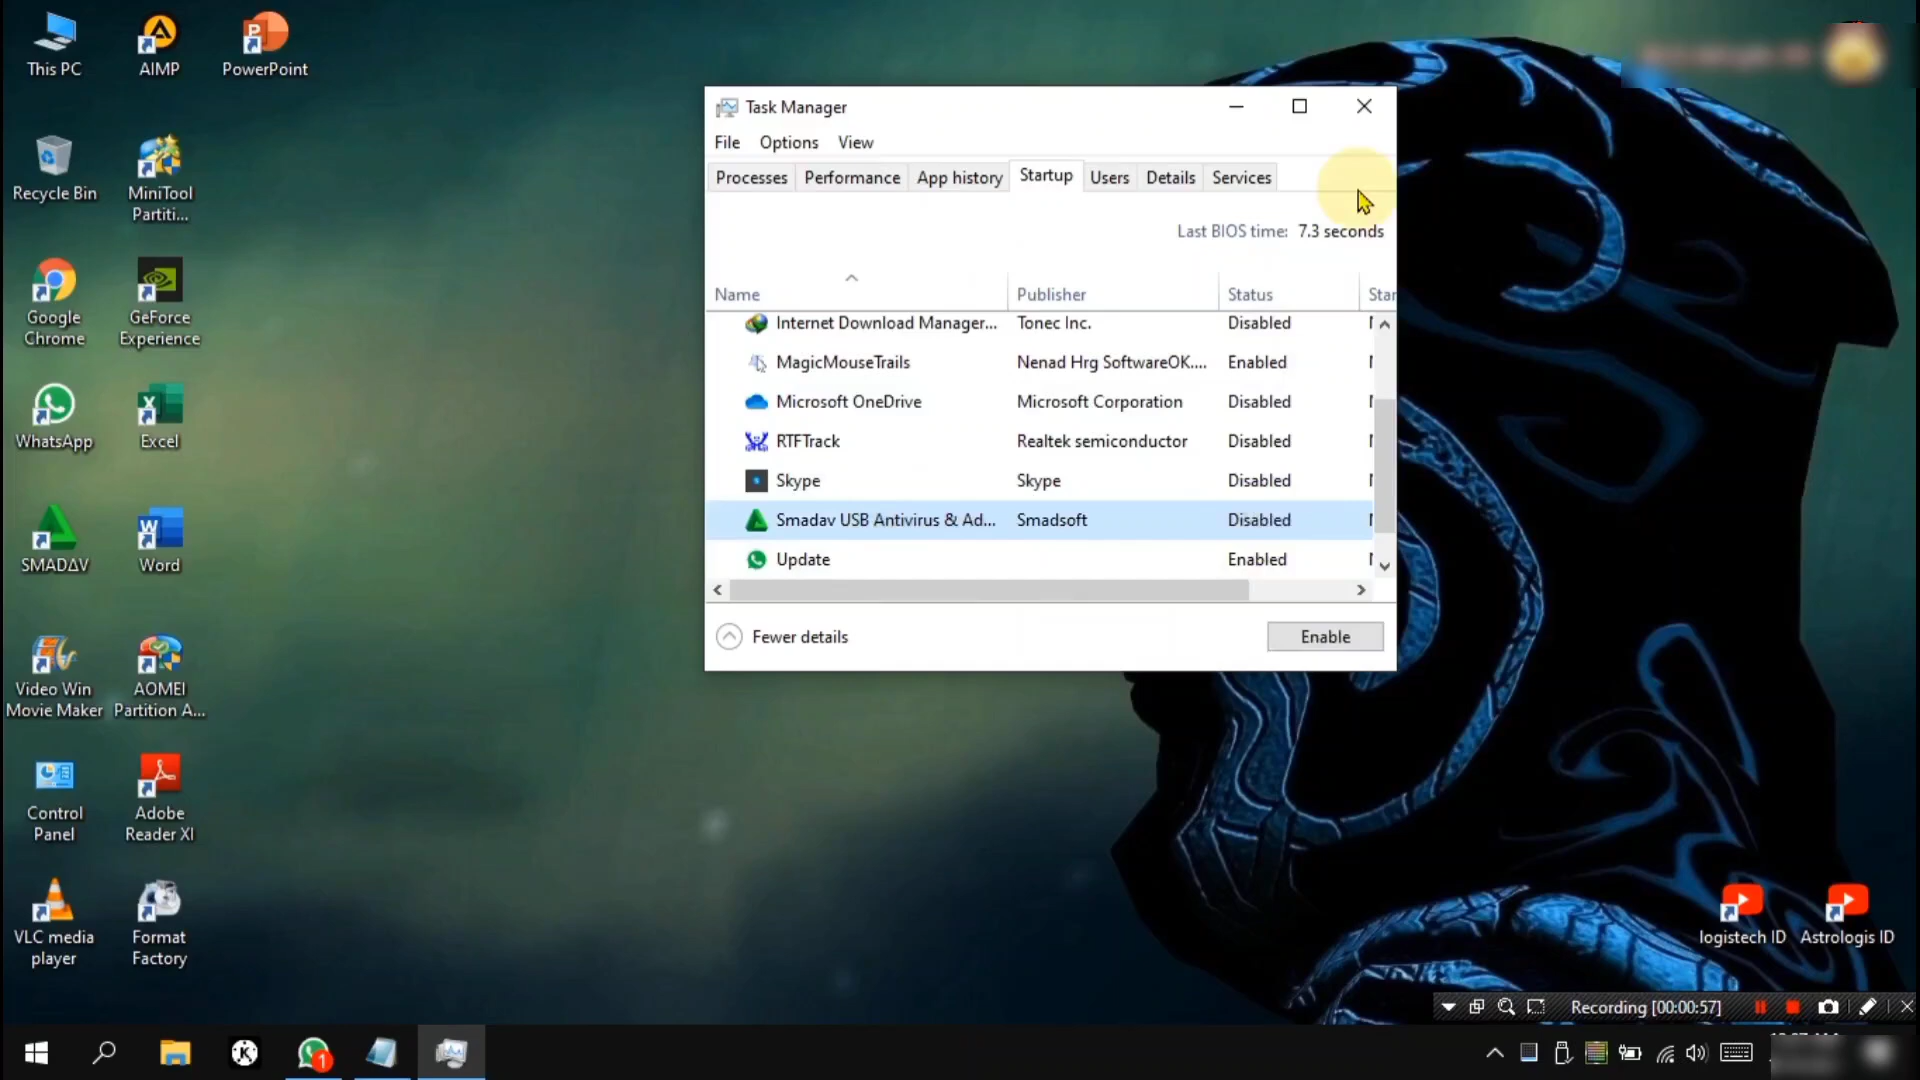 This PC
AIMP
PowerPoint
Recycle Bin
MiniTool
Partiti...
Google
Chrome
GeForce
Experience
WhatsApp
Excel
SMADΔV
Word
Video Win
Movie Maker
AOMEI
Partition A...
Control
Panel
Adobe
Reader XI
VLC media
player
Format
Factory
Task Manager
File Options View
Processes Performance App history Startup Users Details Services
Last BIOS time: 7.3 seconds
Name Publisher Status Star
Internet Download Manager... Tonec Inc. Disabled
MagicMouseTrails Nenad Hrg SoftwareOK.... Enabled
Microsoft OneDrive Microsoft Corporation Disabled
RTFTrack Realtek semiconductor Disabled
Skype Skype Disabled
Smadav USB Antivirus & Ad... Smadsoft Disabled
Update Enabled
Fewer details Enable
logistech ID Astrologis ID
Recording [00:00:57]
1